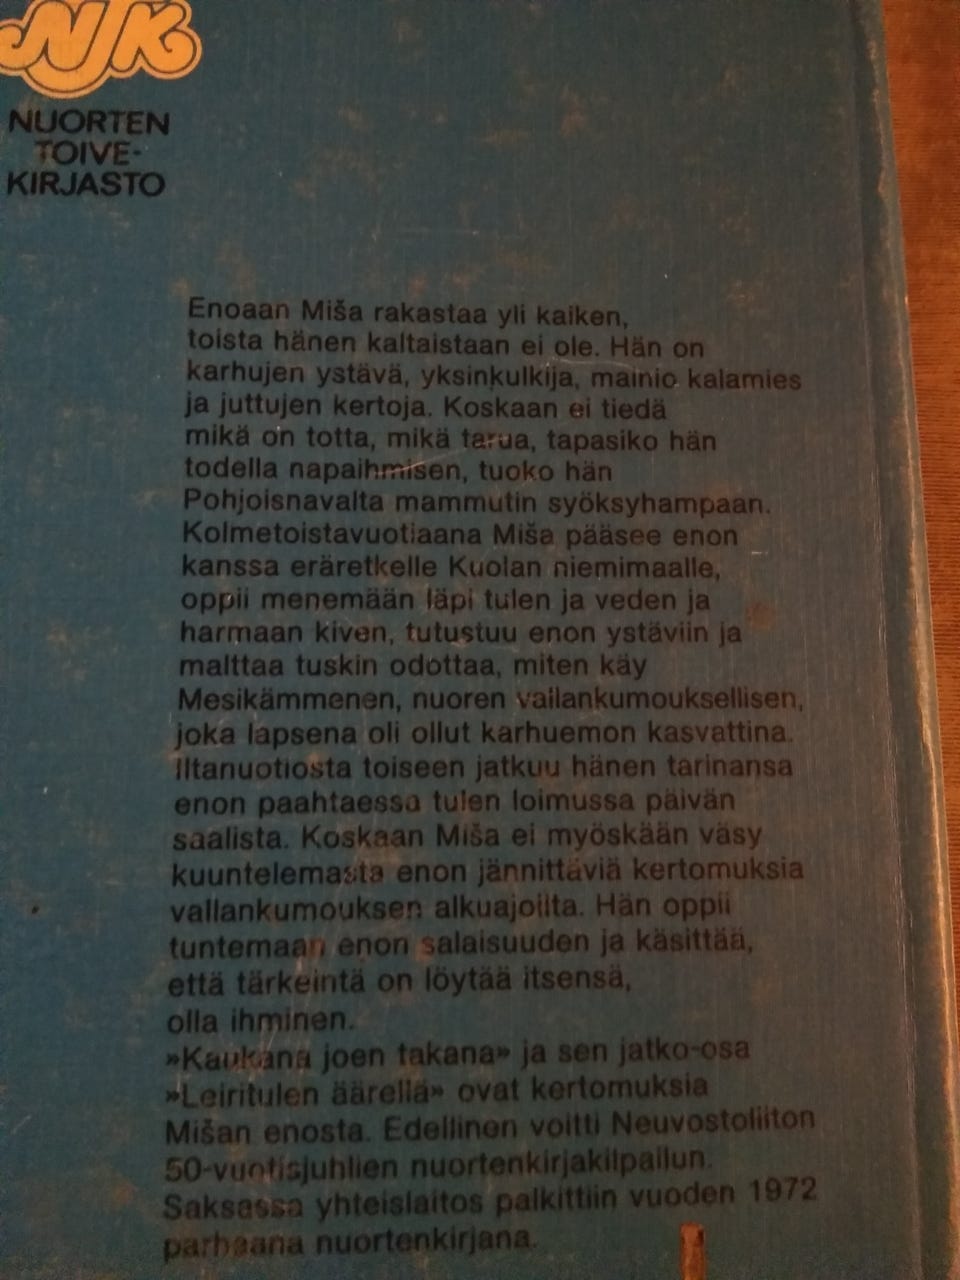 NJK
NUORTEN
TOIVE-
KIRJASTO
Enoaan Miša rakastaa yli kaiken,
toista hänen kaltaistaan ei ole. Hän on
karhujen ystävä, yksinkulkija, mainio kalamies
ja juttujen kertoja. Koskaan ei tiedä
mikä on totta, mikä tarua, tapasiko hän
todella napaihmisen, tuoko hän
Pohjoisnavalta mammutin syöksyhampaan.
Kolmetoistavuotiaana Miša pääsee enon
kanssa eräretkelle Kuolan niemimaalle,
oppii menemään läpi tulen ja veden ja
harmaan kiven, tutustuu enon ystäviin ja
malttaa tuskin odottaa, miten käy
Mesikämmenen, nuoren vallankumouksellisen,
joka lapsena oli ollut karhuemon kasvattina.
Iltanuotiosta toiseen jatkuu hänen tarinansa
enon paahtaessa tulen loimussa päivän
saalista. Koskaan Miša ei myöskään väsy
kuuntelemasta enon jännittäviä kertomuksia
vallankumouksen alkuajoilta. Hän oppii
tuntemaan enon salaisuuden ja käsittää,
että tärkeintä on löytää itsensä,
olla ihminen.
»Kaukana joen takana» ja sen jatko-osa
»Leiritulen äärellä» ovat kertomuksia
Mišan enosta. Edellinen voitti Neuvostoliiton
50-vuotisjuhlien nuortenkirjakilpailun.
Saksassa yhteislaitos palkittiin vuoden 1972
parhaana nuortenkirjana.